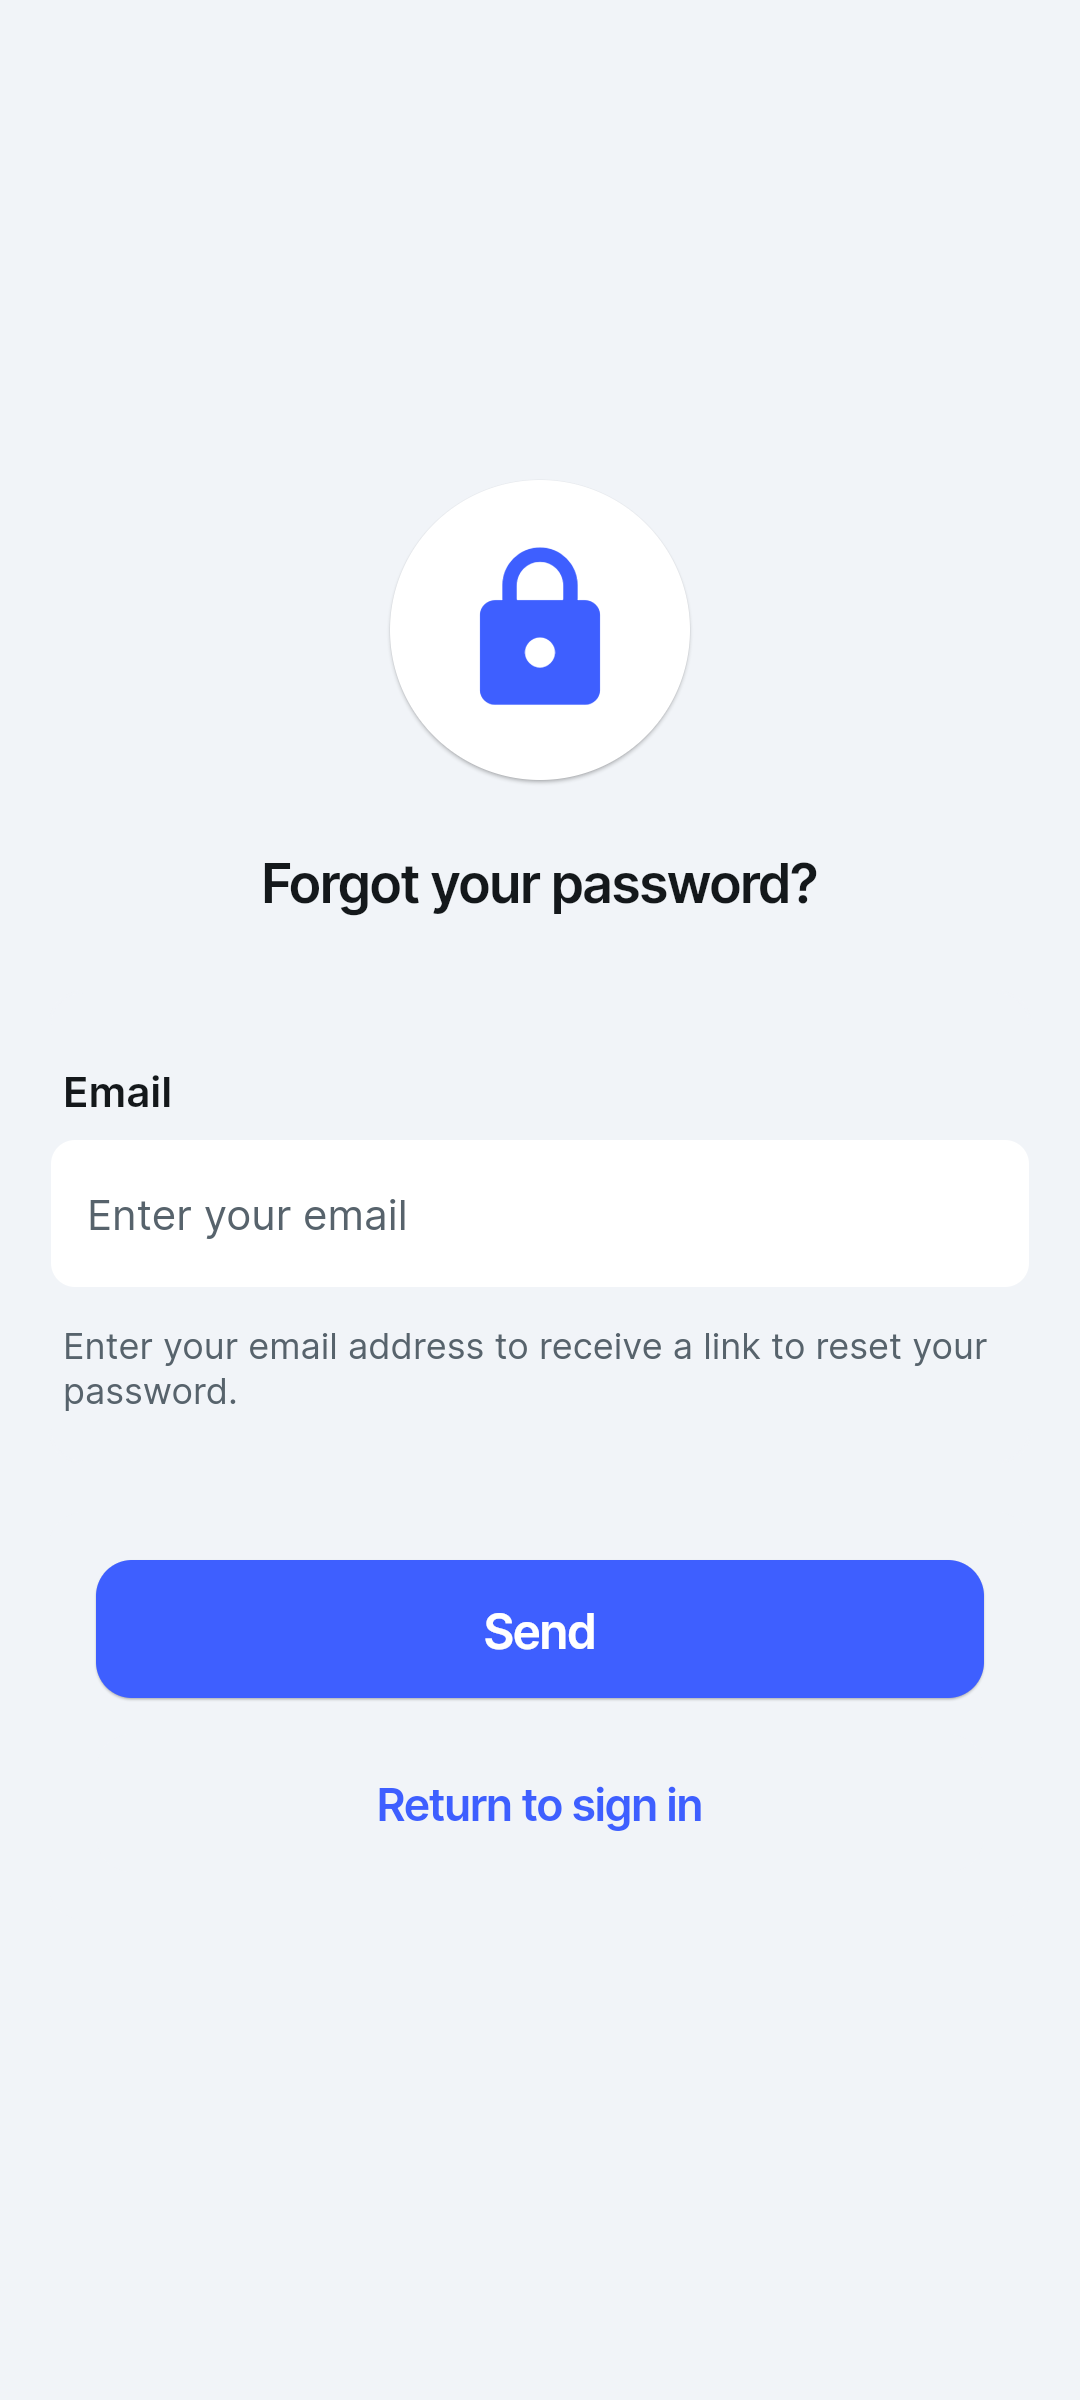 Forgot your password?
Email
Enter your email
Enter your email address to receive a link to reset your
password.
Send
Return to sign in